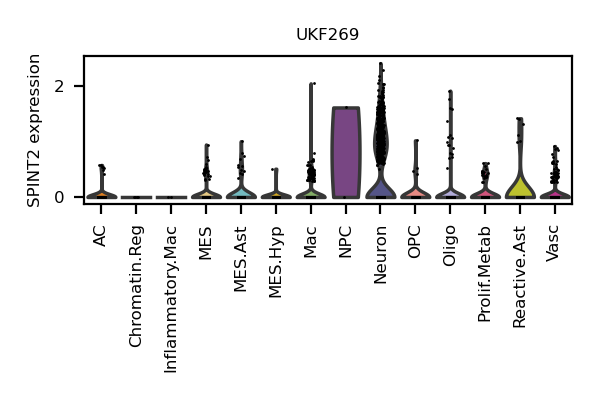 UKF269
SPINT2 expression
2
0
AC
Chromatin.Reg
Inflammatory.Mac
MES
MES.Ast
MES.Hyp
Mac
NPC
Neuron
OPC
Oligo
Prolif.Metab
Reactive.Ast
Vasc